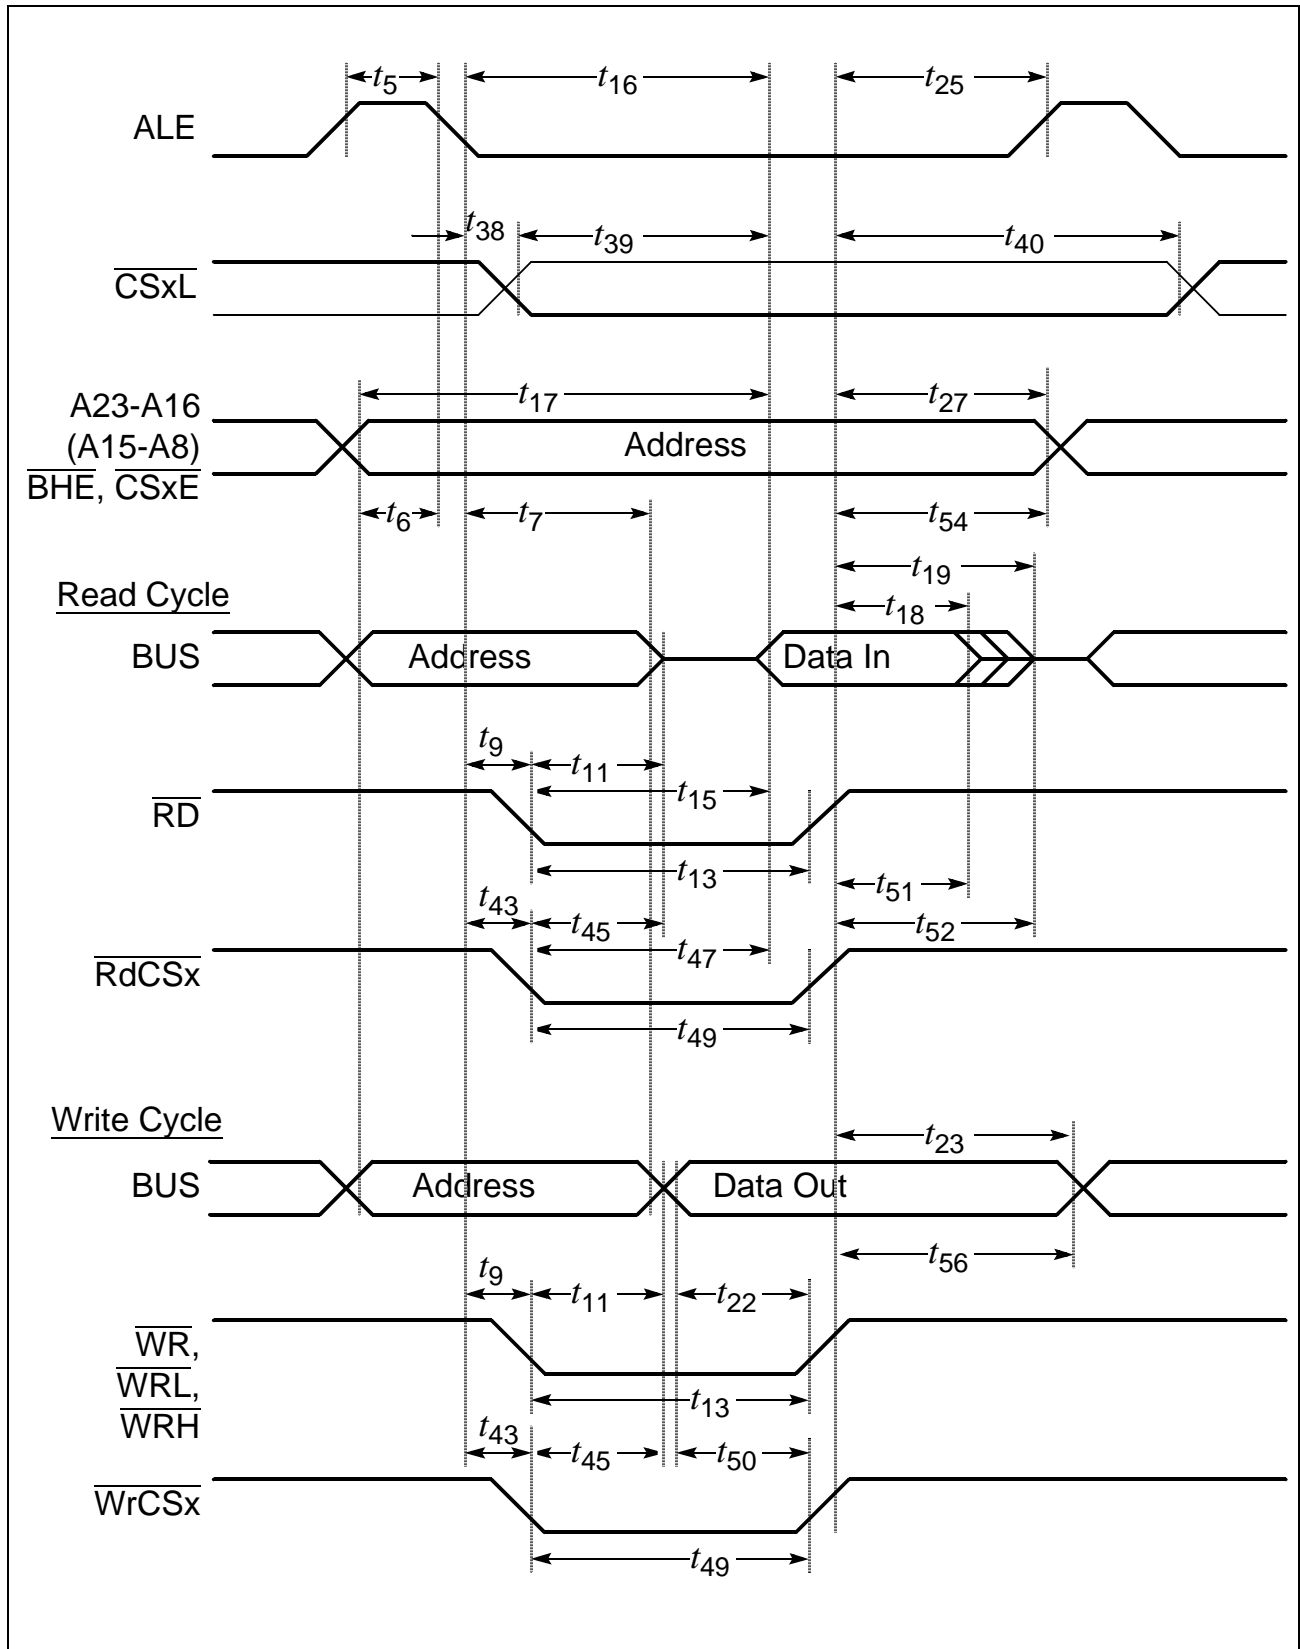 t5 t16 t25
ALE
t38 t39 t40
CSxL
t17 t27
A23-A16
(A15-A8) Address
BHE, CSxE
t6 t7 t54
t19
Read Cycle
t18
BUS Address Data In
t9 t11
t15
RD
t13 t51
t43 t45 t52
t47
RdCSx
t49
Write Cycle
t23
BUS Address Data Out
t56
t9 t11 t22
WR,
WRL,
t13
WRH
t43 t45 t50
WrCSx
t49